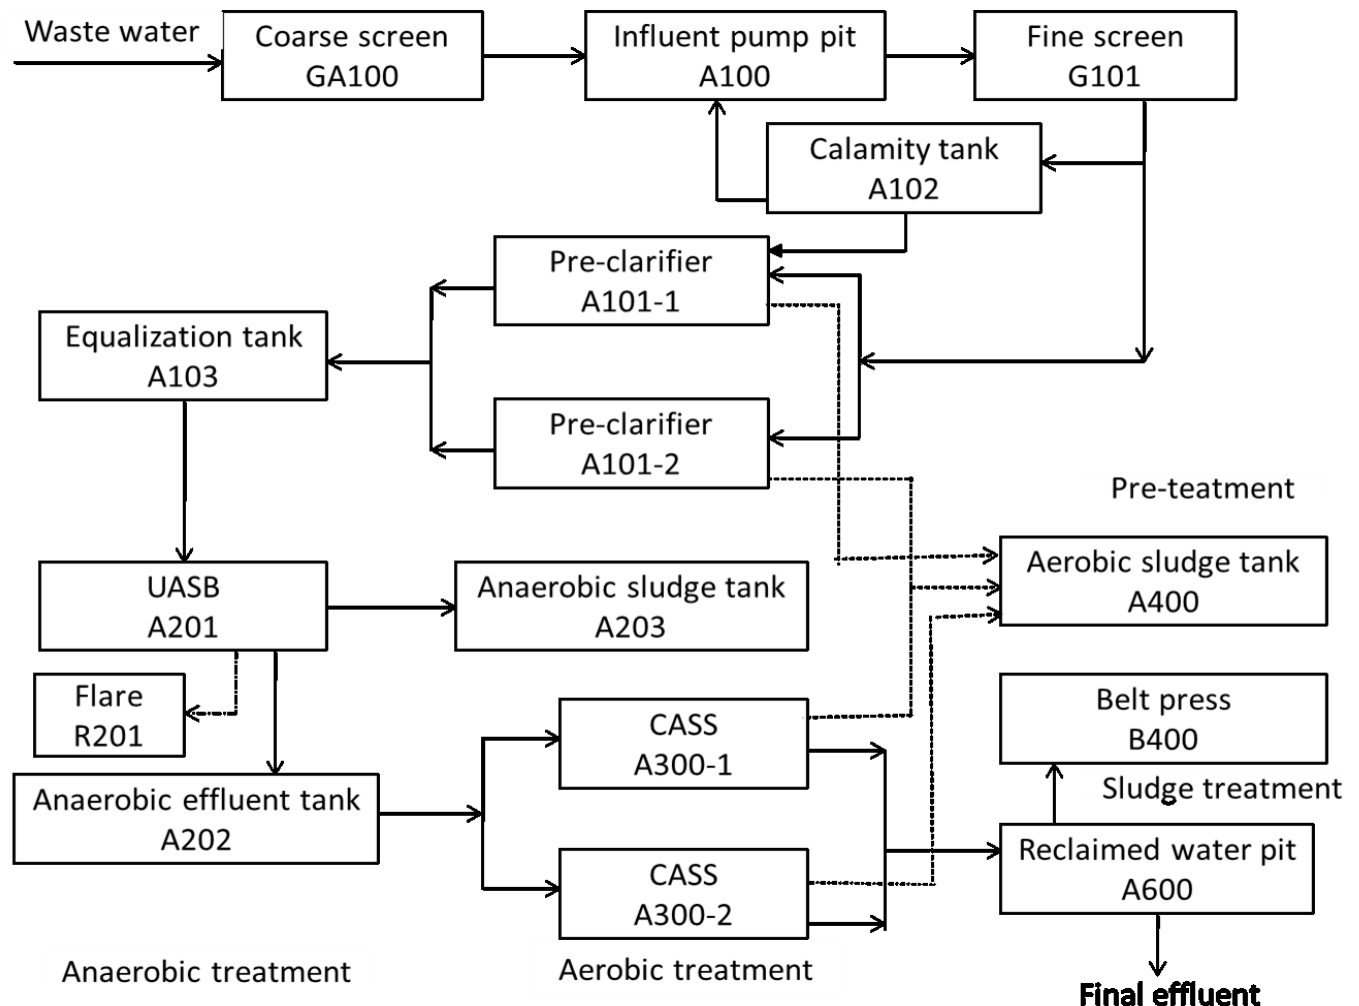 Waste water
Coarse screen
GA100
Influent pump pit
A100
Fine screen
G101
Calamity tank
A102
Pre-clarifier
A101-1
Equalization tank
A103
Pre-clarifier
A101-2
Pre-teatment
UASB
A201
Anaerobic sludge tank
A203
Aerobic sludge tank
A400
Flare
R201
CASS
A300-1
Belt press
B400
Sludge treatment
Anaerobic effluent tank
A202
CASS
A300-2
Reclaimed water pit
A600
Anaerobic treatment
Aerobic treatment
Final effluent